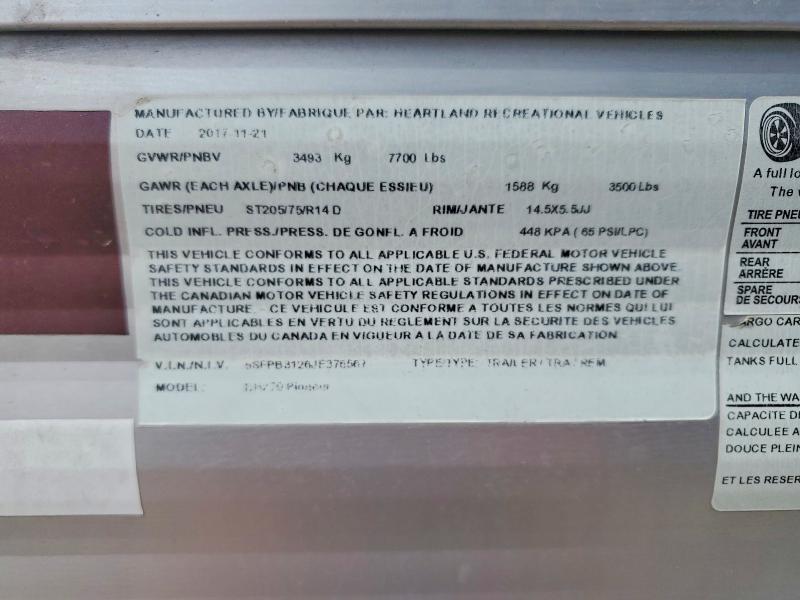 MANUFACTURED BY/FABRIQUE PAR: HEARTLAND RECREATIONAL VEHICLES
DATE 2017-11-21
GVWR/PNBV 3493 Kg 7700 Lbs
GAWR (EACH AXLE)/PNB (CHAQUE ESSIEU) 1588 Kg 3500 Lbs
TIRES/PNEU ST205/75/R14 D RIM/JANTE 14.5X5.5JJ
COLD INFL. PRESS./PRESS. DE GONFL. A FROID 448 KPA ( 65 PSI/LPC)
THIS VEHICLE CONFORMS TO ALL APPLICABLE U.S. FEDERAL MOTOR VEHICLE
SAFETY STANDARDS IN EFFECT ON THE DATE OF MANUFACTURE SHOWN ABOVE.
THIS VEHICLE CONFORMS TO ALL APPLICABLE STANDARDS PRESCRIBED UNDER
THE CANADIAN MOTOR VEHICLE SAFETY REGULATIONS IN EFFECT ON DATE OF
MANUFACTURE. CE VEHICULE EST CONFORME A TOUTES LES NORMES QUI LUI
SONT APPLICABLES EN VERTU DU REGLEMENT SUR LA SECURITE DES VEHICLES
AUTOMOBILES DU CANADA EN VIGUEUR A LA DATE DE SA FABRICATION
V.I.N./N.I.V. TYPE/TYPE: TRAILER / TRA. REM.
MODEL: Pioneer
A full lo
The v
TIRE PNEU
FRONT
AVANT
REAR
ARRÈRE
SPARE
DE SECOURS
ARGO CAR
CALCULATE
TANKS FULL
AND THE WA
CAPACITE DE
CALCULEE A
DOUCE PLEIN
ET LES RESER